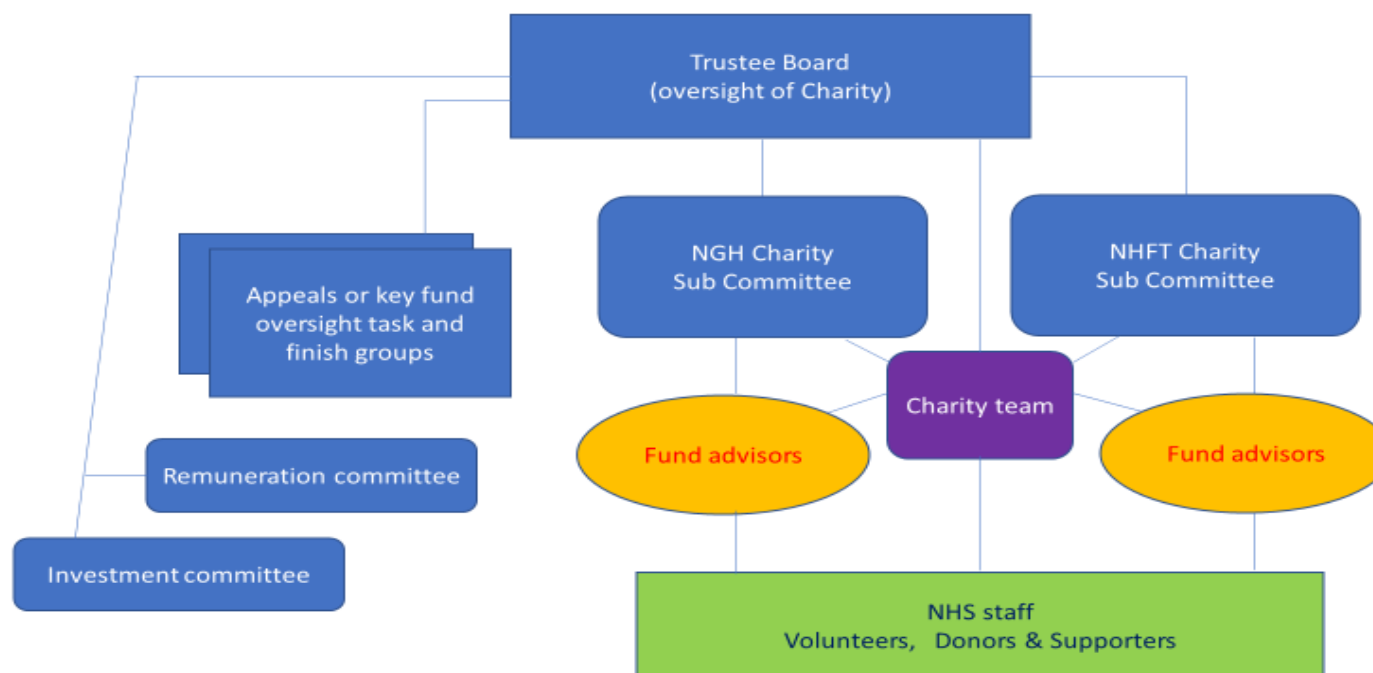 Trustee Board
(oversight of Charity)
NGH Charity
Sub Committee
NHFT Charity
Sub Committee
Appeals or key fund
oversight task and
finish groups
Charity team
Fund advisors
Fund advisors
Remuneration committee
Investment committee
NHS staff
Volunteers, Donors & Supporters